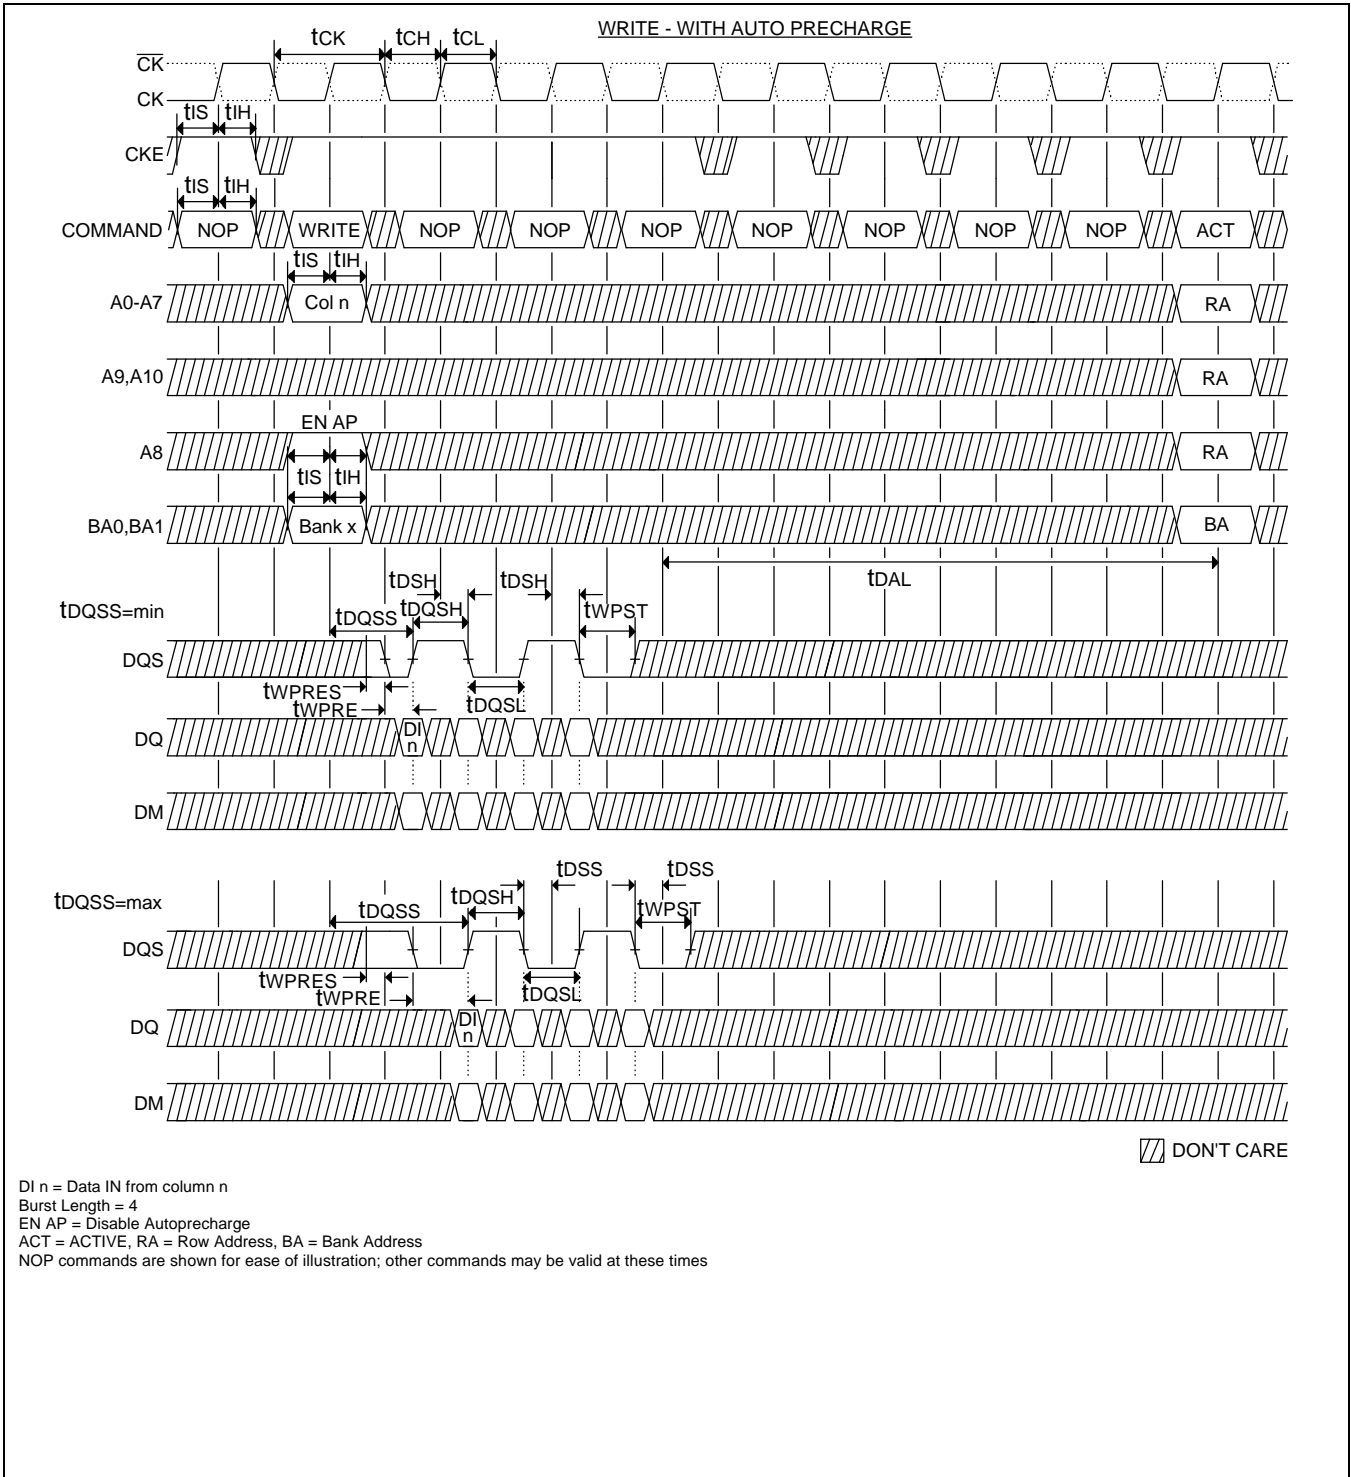 WRITE - WITH AUTO PRECHARGE
tCK tCH tCL
CK
CK
tIS tIH
CKE
tIS tIH
COMMAND NOP WRITE NOP NOP NOP NOP NOP NOP NOP ACT
tIS tIH
A0-A7 Col n RA
A9,A10 RA
EN AP
A8 RA
tIS tIH
BA0,BA1 Bank x BA
tDAL
tDSH tDSH
tDQSS=min tDQSS tDQSH tWPST
DQS
tWPRES tDQSL
tWPRE
DQ DI n
DM
tDSS tDSS
tDQSS=max tDQSS tDQSH tWPST
DQS
tWPRES tDQSL
tWPRE
DQ DI n
DM
DON'T CARE
DI n = Data IN from column n
Burst Length = 4
EN AP = Disable Autoprecharge
ACT = ACTIVE, RA = Row Address, BA = Bank Address
NOP commands are shown for ease of illustration; other commands may be valid at these times